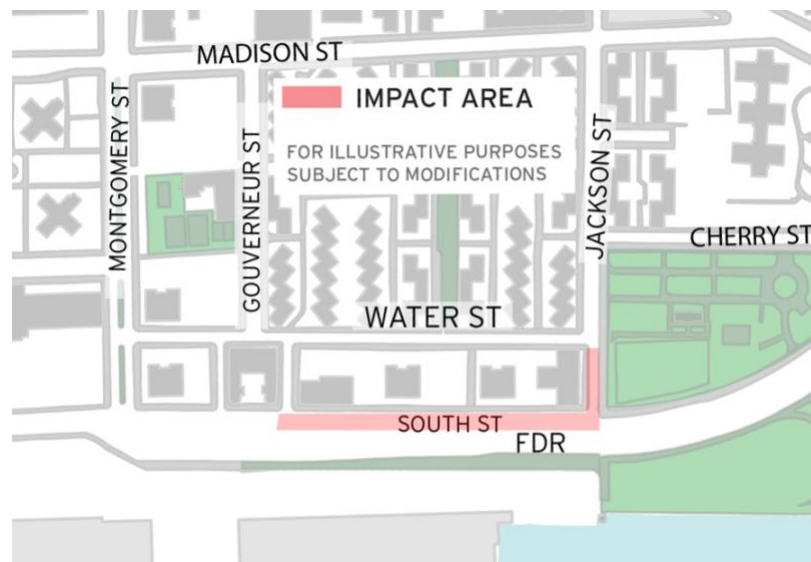 MADISON ST
IMPACT AREA
FOR ILLUSTRATIVE PURPOSES
SUBJECT TO MODIFICATIONS
MONTGOMERY ST
GOUVERNEUR ST
JACKSON ST
CHERRY ST
WATER ST
SOUTH ST
FDR